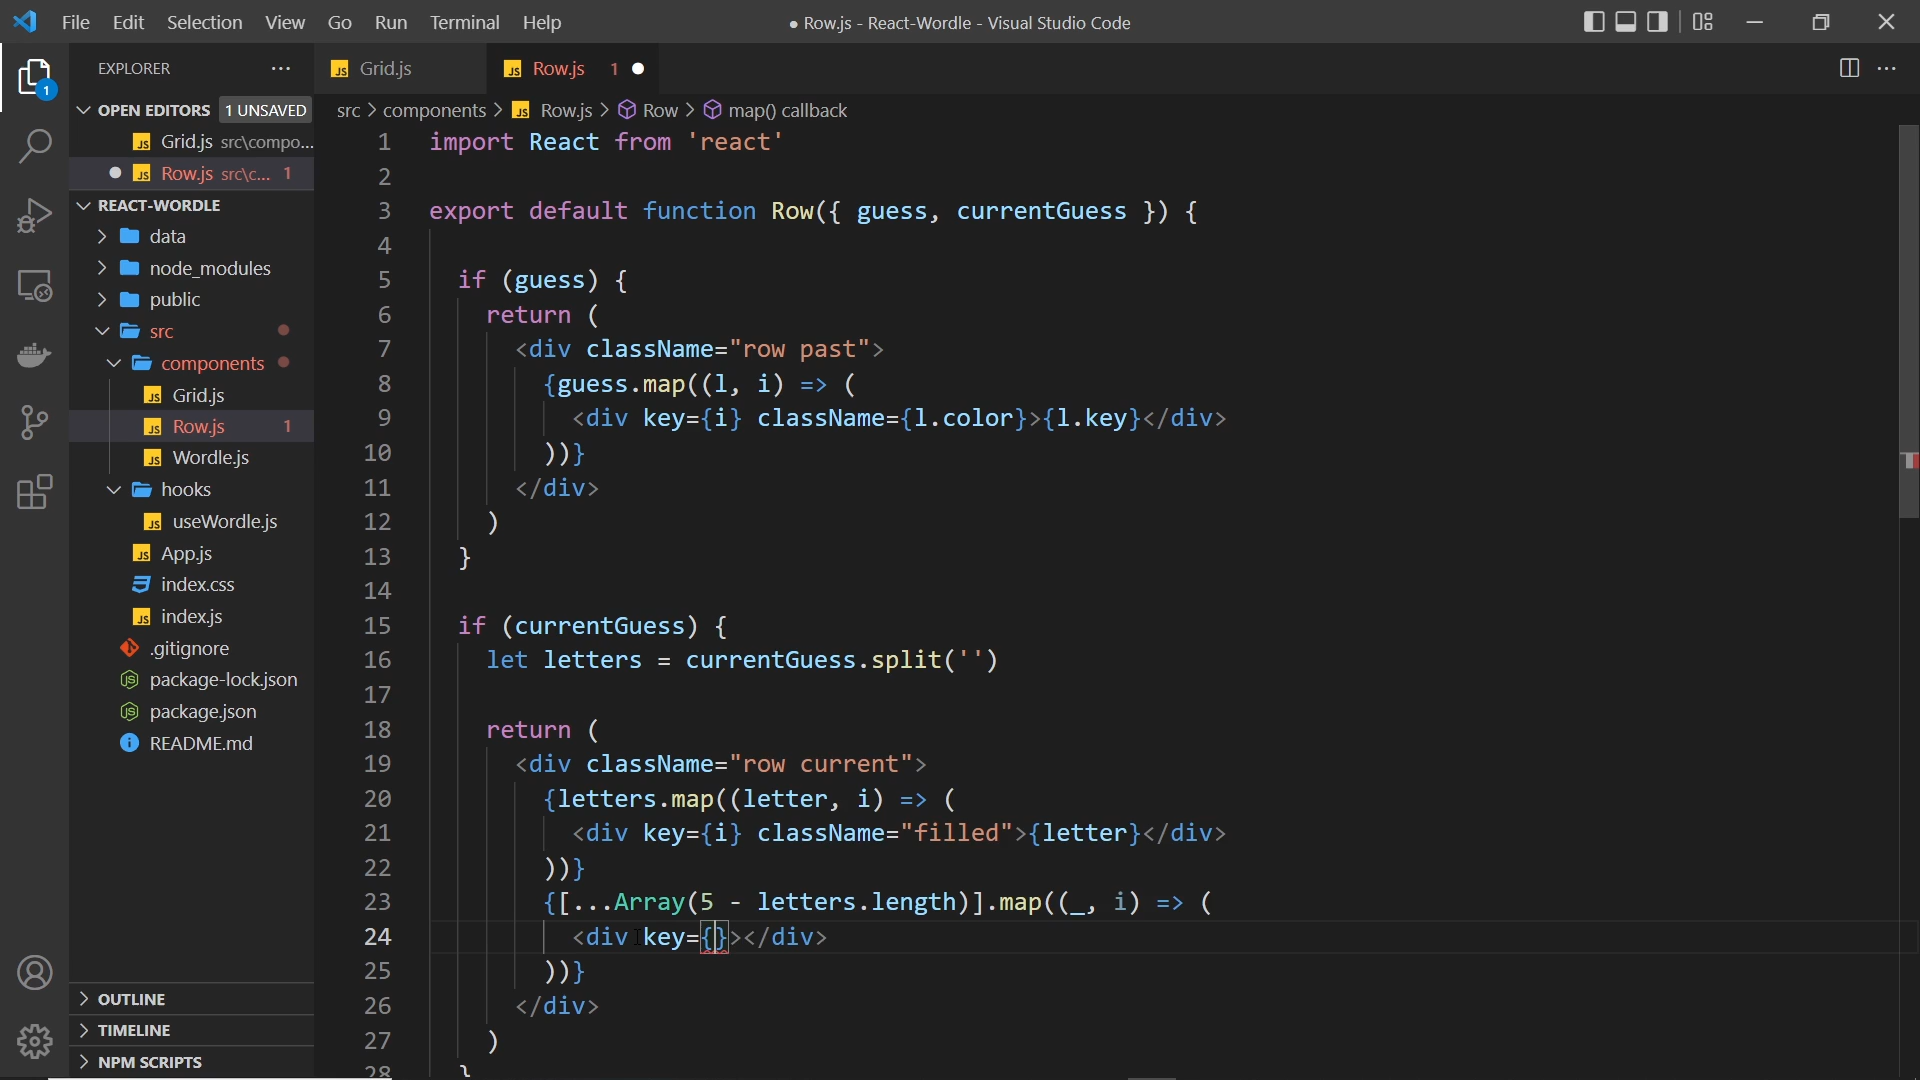 File Edit Selection View Go Run Terminal Help
● Row.js - React-Wordle - Visual Studio Code
EXPLORER
Grid.js
Row.js 1
1
OPEN EDITORS 1 UNSAVED
Grid.js src\compo...
Row.js src\c... 1
REACT-WORDLE
data
node_modules
public
src
components
Grid.js
Row.js 1
Wordle.js
hooks
useWordle.js
App.js
index.css
index.js
.gitignore
package-lock.json
package.json
README.md
OUTLINE
TIMELINE
NPM SCRIPTS
src > components > Row.js > Row > map() callback
1 import React from 'react'
2
3 export default function Row({ guess, currentGuess }) {
4
5 if (guess) {
6 return (
7 <div className="row past">
8 {guess.map((l, i) => (
9 <div key={i} className={l.color}>{l.key}</div>
10 ))}
11 </div>
12 )
13 }
14
15 if (currentGuess) {
16 let letters = currentGuess.split('')
17
18 return (
19 <div className="row current">
20 {letters.map((letter, i) => (
21 <div key={i} className="filled">{letter}</div>
22 ))}
23 {[...Array(5 - letters.length)].map((_, i) => (
24 <div key={}></div>
25 ))}
26 </div>
27 )
28 }